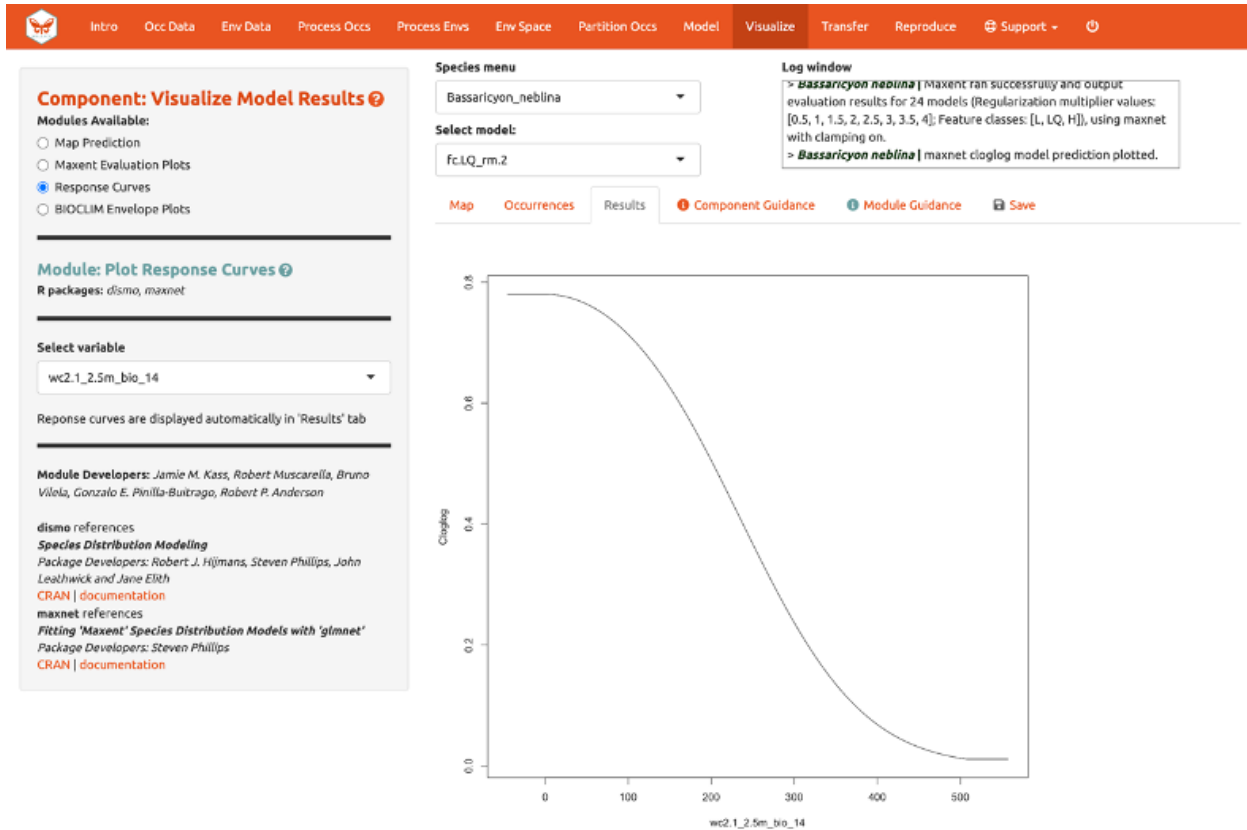 Intro Occ Data Env Data Process Occs Process Envs Env Space Partition Occs Model Visualize Transfer Reproduce Support
Component: Visualize Model Results
Modules Available:
Map Prediction
Maxent Evaluation Plots
Response Curves
BIOCLIM Envelope Plots
Module: Plot Response Curves
R packages: dismo, maxnet
Select variable
wc2.1_2.5m_bio_14
Reponse curves are displayed automatically in 'Results' tab
Module Developers: Jamie M. Kass, Robert Muscarella, Bruno
Vilela, Gonzalo E. Pinilla-Buitrago, Robert P. Anderson
dismo references
Species Distribution Modeling
Package Developers: Robert J. Hijmans, Steven Phillips, John
Leathwick and Jane Elith
CRAN | documentation
maxnet references
Fitting 'Maxent' Species Distribution Models with 'glmnet'
Package Developers: Steven Phillips
CRAN | documentation
Species menu
Bassaricyon_neblina
Select model:
fc.LQ_rm.2
Log window
> Bassaricyon neblina | Maxent ran successfully and output
evaluation results for 24 models (Regularization multiplier values:
[0.5, 1, 1.5, 2, 2.5, 3, 3.5, 4]; Feature classes: [L, LQ, H]), using maxnet
with clamping on.
> Bassaricyon neblina | maxnet cloglog model prediction plotted.
Map Occurrences Results Component Guidance Module Guidance Save
0.8
0.6
0.4
0.2
0.0
Cloglog
0 100 200 300 400 500
wc2.1_2.5m_bio_14